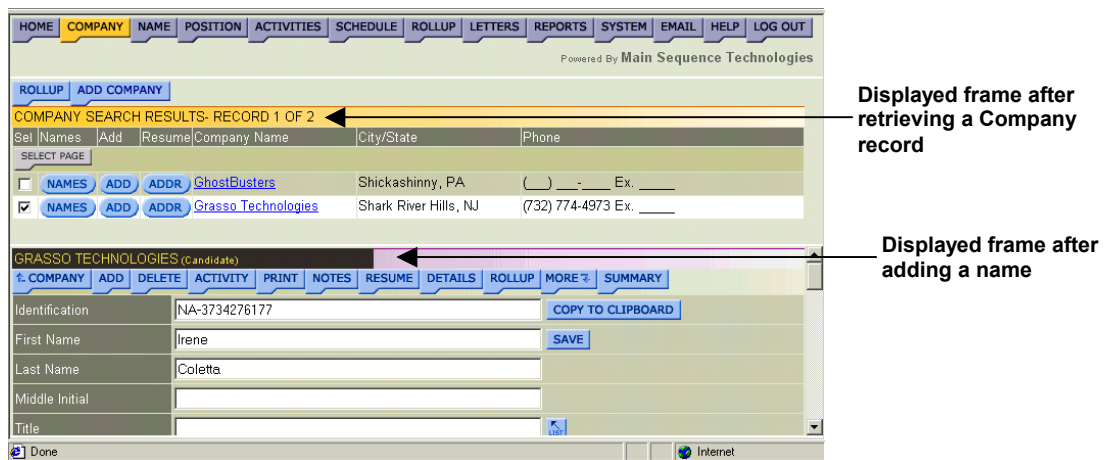 HOME COMPANY NAME POSITION ACTIVITIES SCHEDULE ROLLUP LETTERS REPORTS SYSTEM EMAIL HELP LOG OUT
Powered By Main Sequence Technologies
ROLLUP ADD COMPANY
COMPANY SEARCH RESULTS- RECORD 1 OF 2
Sel Names Add Resume Company Name City/State Phone
SELECT PAGE
NAMES ADD ADDR GhostBusters Shickashinny, PA (__) ___-____ Ex. _____
NAMES ADD ADDR Grasso Technologies Shark River Hills, NJ (732) 774-4973 Ex. _____
Displayed frame after
retrieving a Company
record
GRASSO TECHNOLOGIES (Candidate)
COMPANY ADD DELETE ACTIVITY PRINT NOTES RESUME DETAILS ROLLUP MORE SUMMARY
Identification NA-3734276177 COPY TO CLIPBOARD
First Name Irene SAVE
Last Name Coletta
Middle Initial
Title LIST
Displayed frame after
adding a name
Done Internet